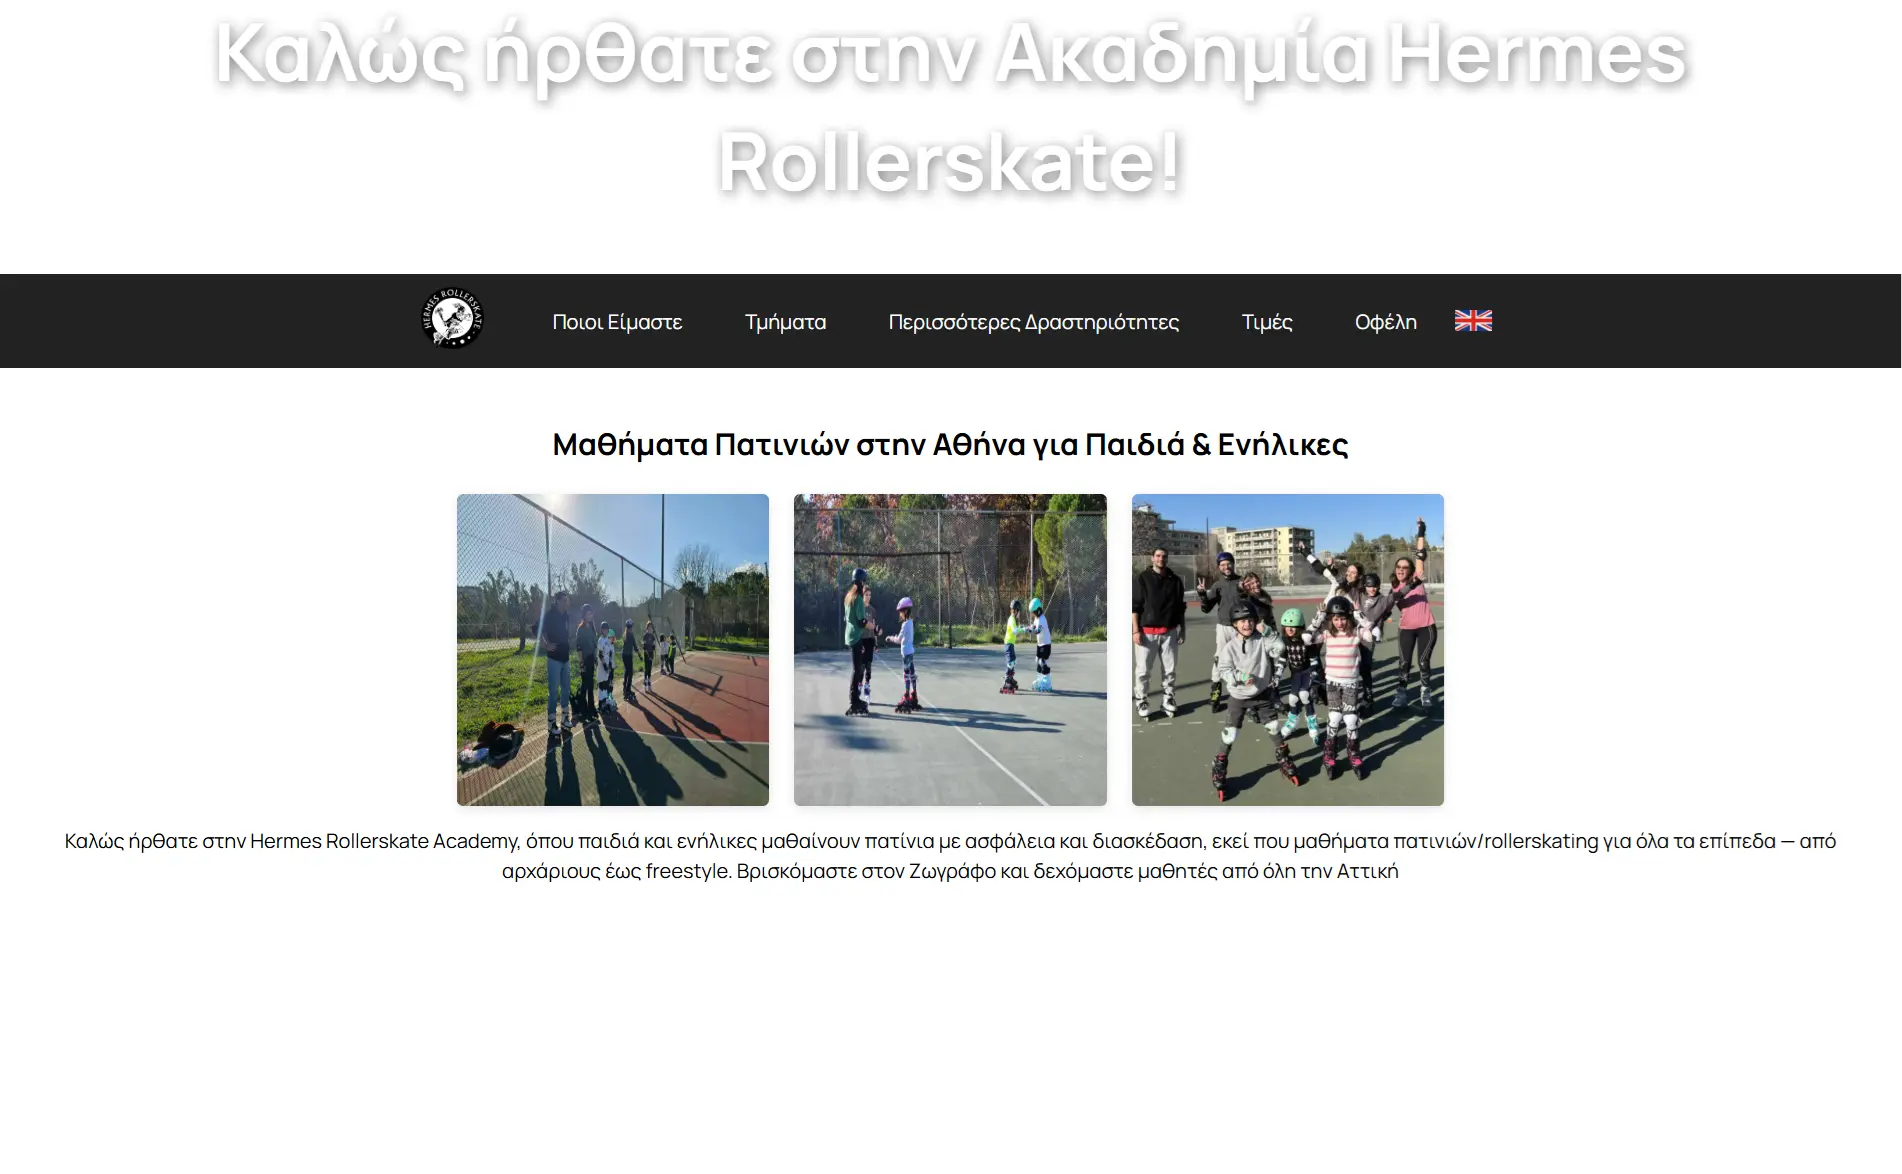 Καλώς ήρθατε στην Ακαδημία Hermes
Rollerskate!
HERMES ROLLERSKATE
Ποιοι Είμαστε
Τμήματα
Περισσότερες Δραστηριότητες
Τιμές
Οφέλη
Μαθήματα Πατινιών στην Αθήνα για Παιδιά & Ενήλικες
Καλώς ήρθατε στην Hermes Rollerskate Academy, όπου παιδιά και ενήλικες μαθαίνουν πατίνια με ασφάλεια και διασκέδαση, εκεί που μαθήματα πατινιών/rollerskating για όλα τα επίπεδα — από
αρχάριους έως freestyle. Βρισκόμαστε στον Ζωγράφο και δεχόμαστε μαθητές από όλη την Αττική